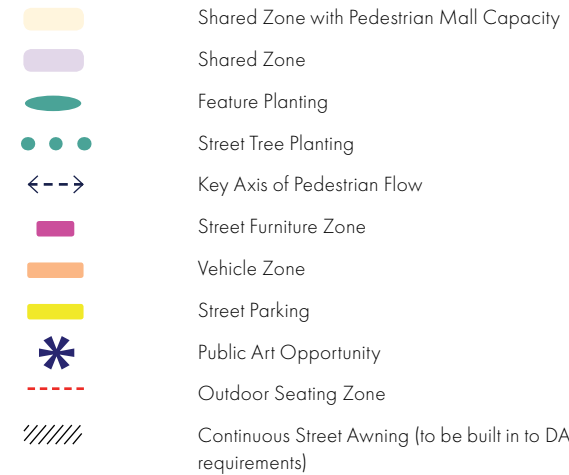 Shared Zone with Pedestrian Mall Capacity
Shared Zone
Feature Planting
Street Tree Planting
Key Axis of Pedestrian Flow
Street Furniture Zone
Vehicle Zone
Street Parking
Public Art Opportunity
Outdoor Seating Zone
Continuous Street Awning (to be built in to DA
requirements)